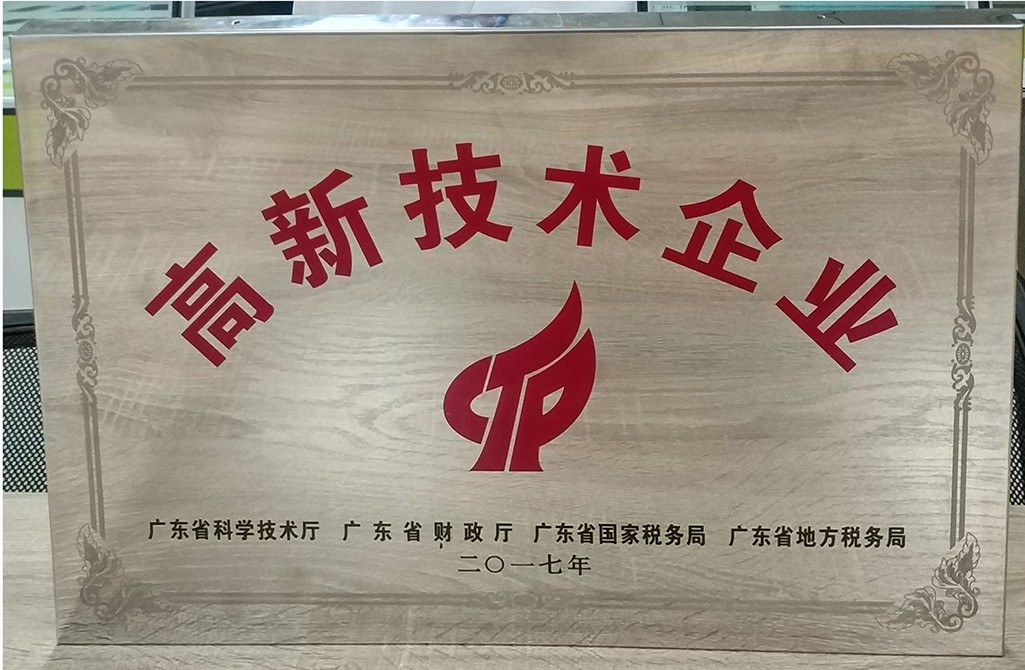 高新技术企业
广东省科学技术厅 广东省财政厅 广东省国家税务局 广东省地方税务局
二〇一七年